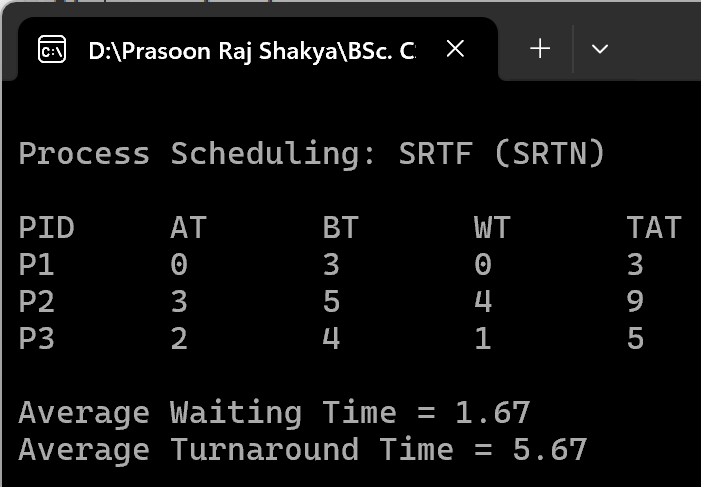 D:\Prasoon Raj Shakya\BSc. C
Process Scheduling: SRTF (SRTN)
PID AT BT WT TAT
P1 0 3 0 3
P2 3 5 4 9
P3 2 4 1 5
Average Waiting Time = 1.67
Average Turnaround Time = 5.67